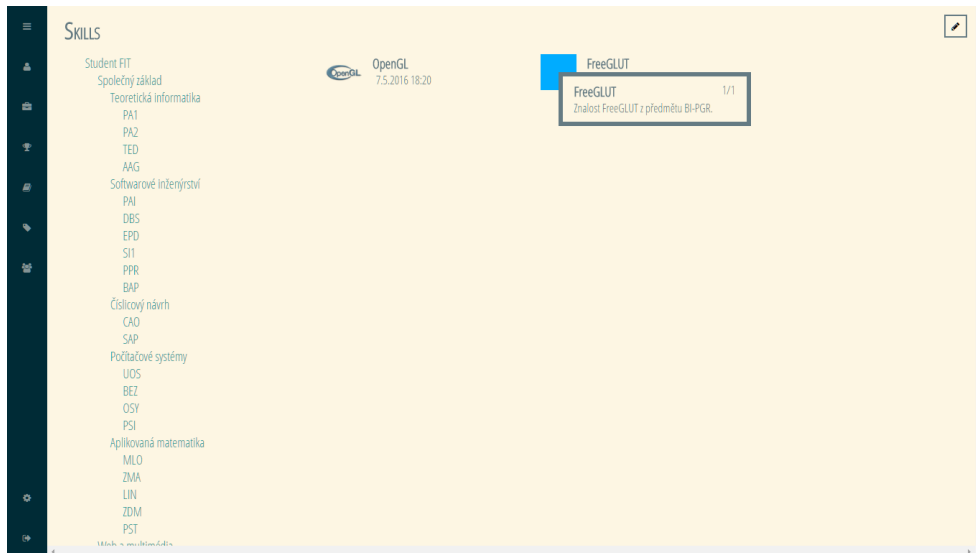 Skills
Student FIT
Společný základ
Teoretická informatika
PA1
PA2
TED
AAG
Softwarové inženýrství
PAI
DBS
EPD
SI1
PPR
BAP
Číslicový návrh
CAO
SAP
Počítačové systémy
UOS
BEZ
OSY
PSI
Aplikovaná matematika
MLO
ZMA
LIN
ZDM
PST
Web a multimédia
OpenGL
OpenGL
7.5.2016 18:20
FreeGLUT
FreeGLUT 1/1
Znalost FreeGLUT z předmětu BI-PGR.